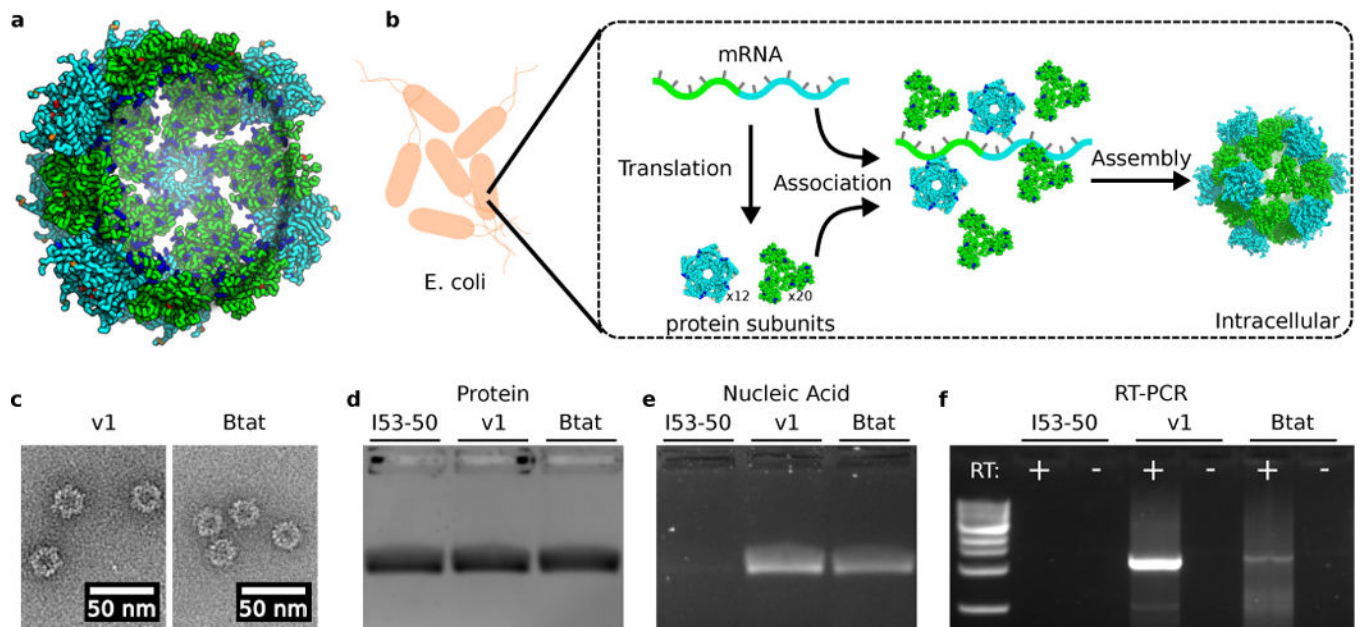 a
b
mRNA
Translation
Association
Assembly
E. coli
x12
x20
protein subunits
Intracellular
c
v1
Btat
50 nm
50 nm
d
Protein
I53-50
v1
Btat
e
Nucleic Acid
I53-50
v1
Btat
f
RT-PCR
I53-50
v1
Btat
RT: + - + - + -